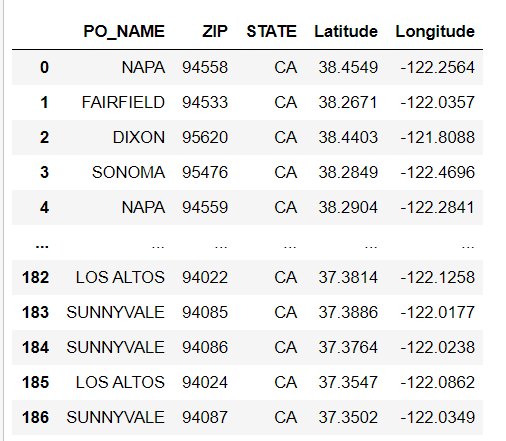 PO_NAME ZIP STATE Latitude Longitude
0 NAPA 94558 CA 38.4549 -122.2564
1 FAIRFIELD 94533 CA 38.2671 -122.0357
2 DIXON 95620 CA 38.4403 -121.8088
3 SONOMA 95476 CA 38.2849 -122.4696
4 NAPA 94559 CA 38.2904 -122.2841
... ... ... ... ... ...
182 LOS ALTOS 94022 CA 37.3814 -122.1258
183 SUNNYVALE 94085 CA 37.3886 -122.0177
184 SUNNYVALE 94086 CA 37.3764 -122.0238
185 LOS ALTOS 94024 CA 37.3547 -122.0862
186 SUNNYVALE 94087 CA 37.3502 -122.0349